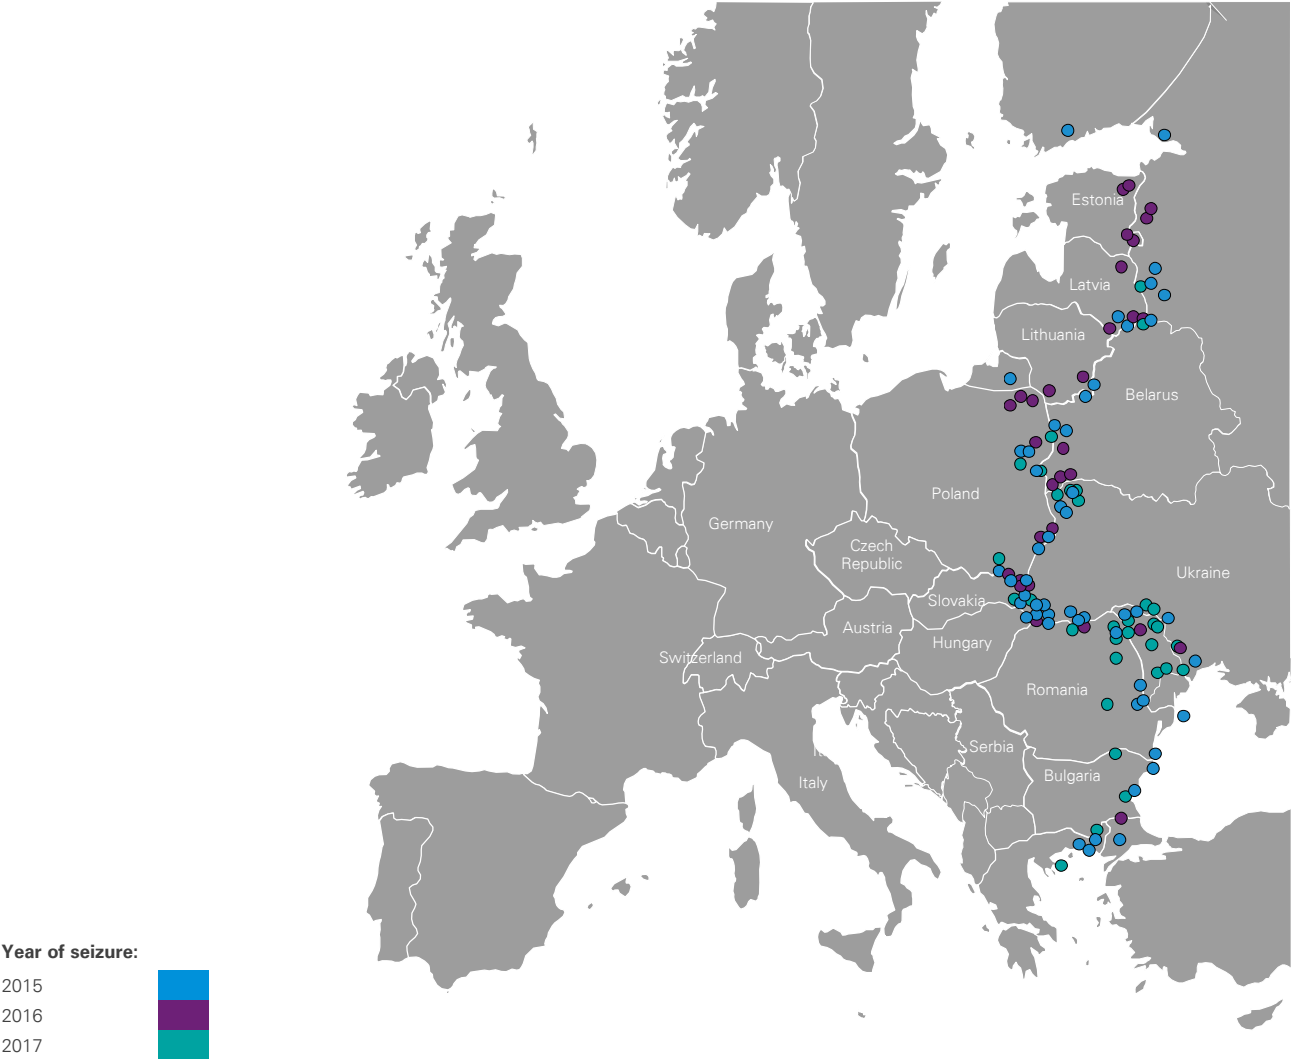 Estonia
Latvia
Lithuania
Belarus
Poland
Germany
Czech
Republic
Ukraine
Slovakia
Austria
Hungary
Switzerland
Romania
Serbia
Bulgaria
Italy
Year of seizure:
2015
2016
2017